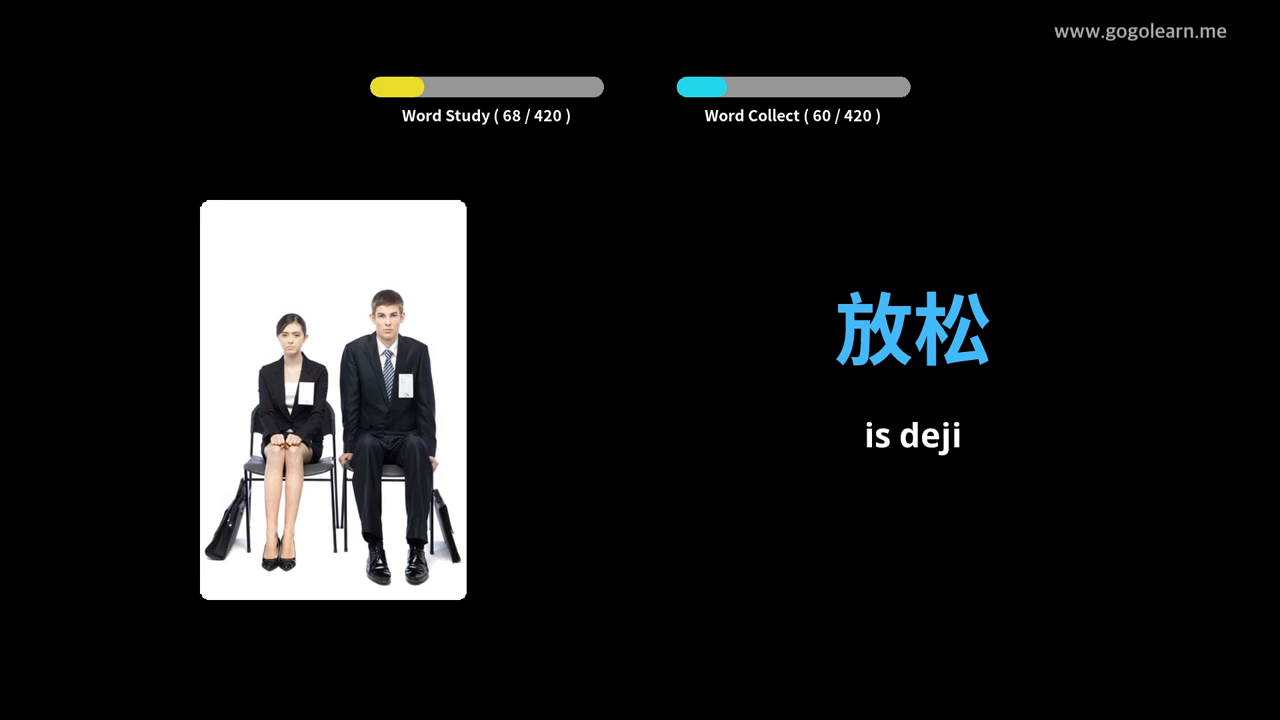 www.gogolearn.me
Word Study ( 68 / 420 )
Word Collect ( 60 / 420 )
放松
is deji